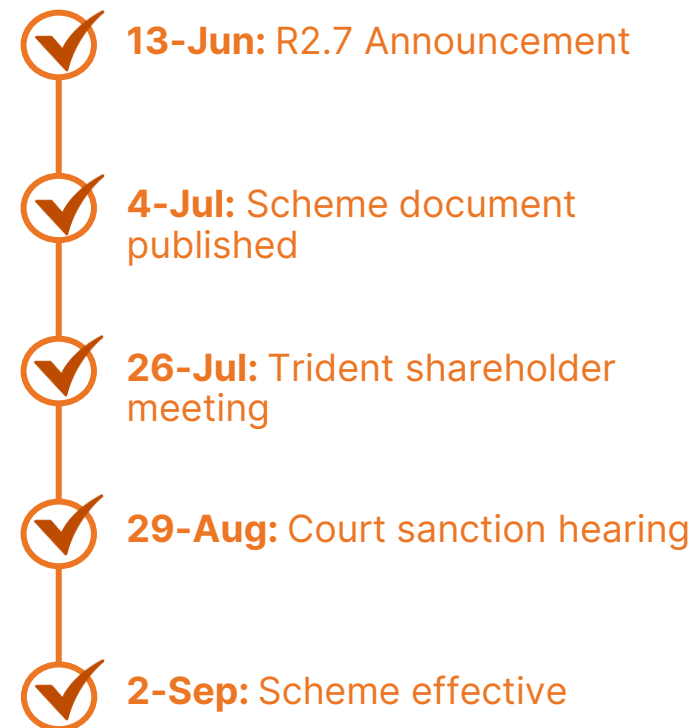 13-Jun: R2.7 Announcement
4-Jul: Scheme document
published
26-Jul: Trident shareholder
meeting
29-Aug: Court sanction hearing
2-Sep: Scheme effective